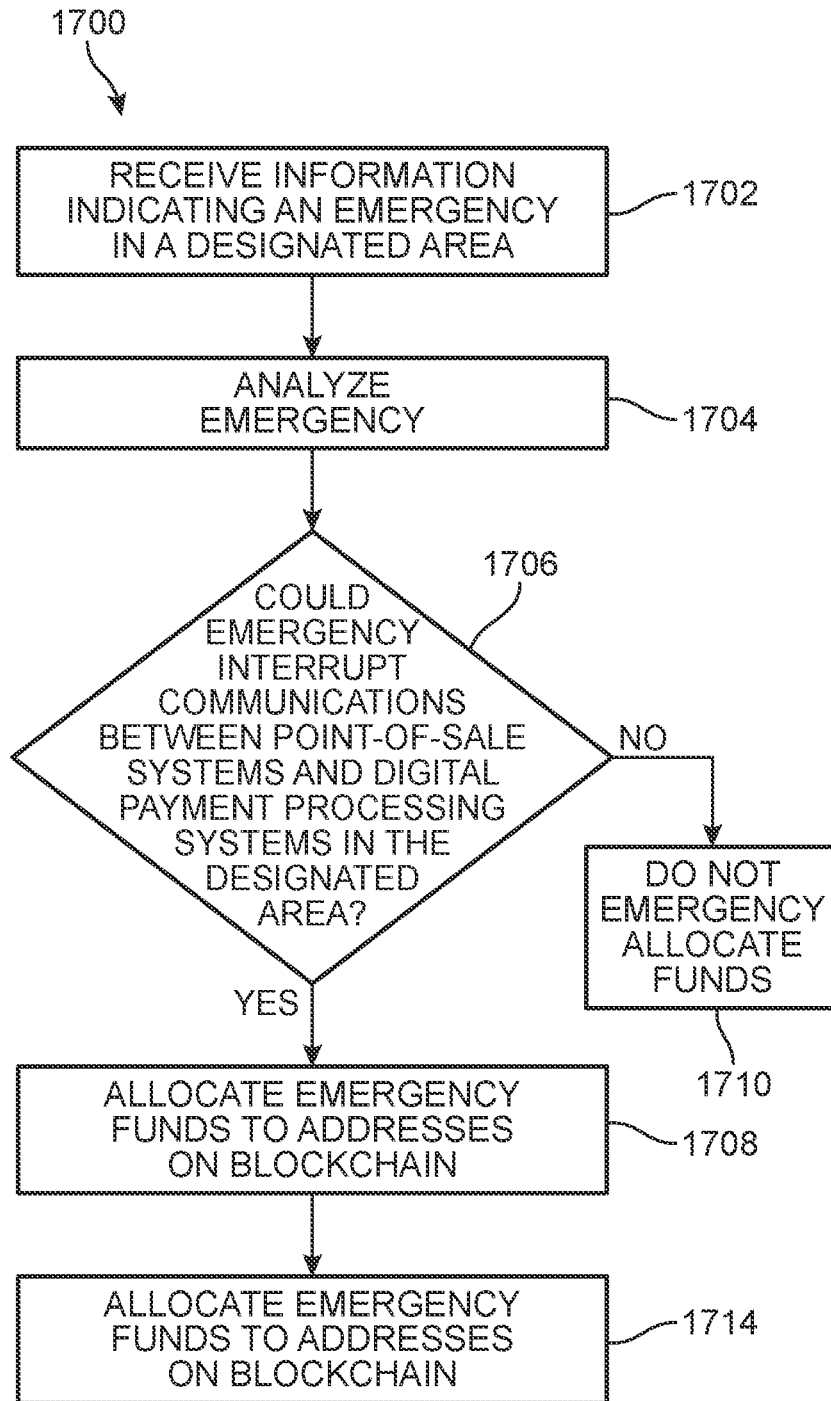 1700
RECEIVE INFORMATION
INDICATING AN EMERGENCY
IN A DESIGNATED AREA
1702
ANALYZE
EMERGENCY
1704
1706
COULD
EMERGENCY
INTERRUPT
COMMUNICATIONS
BETWEEN POINT-OF-SALE
SYSTEMS AND DIGITAL
PAYMENT PROCESSING
SYSTEMS IN THE
DESIGNATED
AREA?
NO
DO NOT
EMERGENCY
ALLOCATE
FUNDS
1710
YES
ALLOCATE EMERGENCY
FUNDS TO ADDRESSES
ON BLOCKCHAIN
1708
ALLOCATE EMERGENCY
FUNDS TO ADDRESSES
ON BLOCKCHAIN
1714